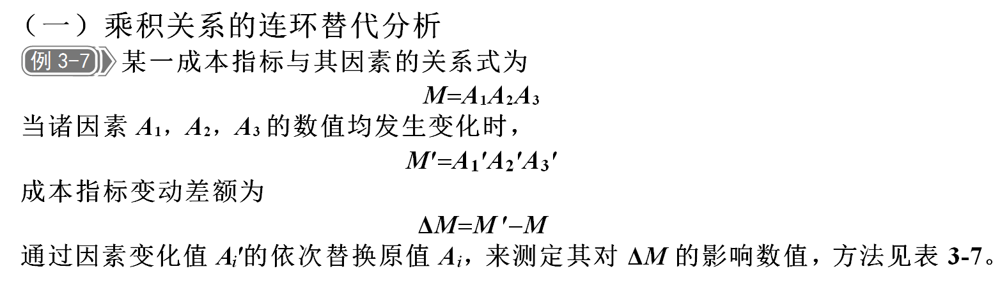 （一）乘积关系的连环替代分析
例 3-7 某一成本指标与其因素的关系式为
M=A₁A₂A₃
当诸因素 A₁，A₂，A₃ 的数值均发生变化时，
M′=A₁′A₂′A₃′
成本指标变动差额为
ΔM=M′−M
通过因素变化值 Aᵢ′的依次替换原值 Aᵢ，来测定其对 ΔM 的影响数值，方法见表 3-7。